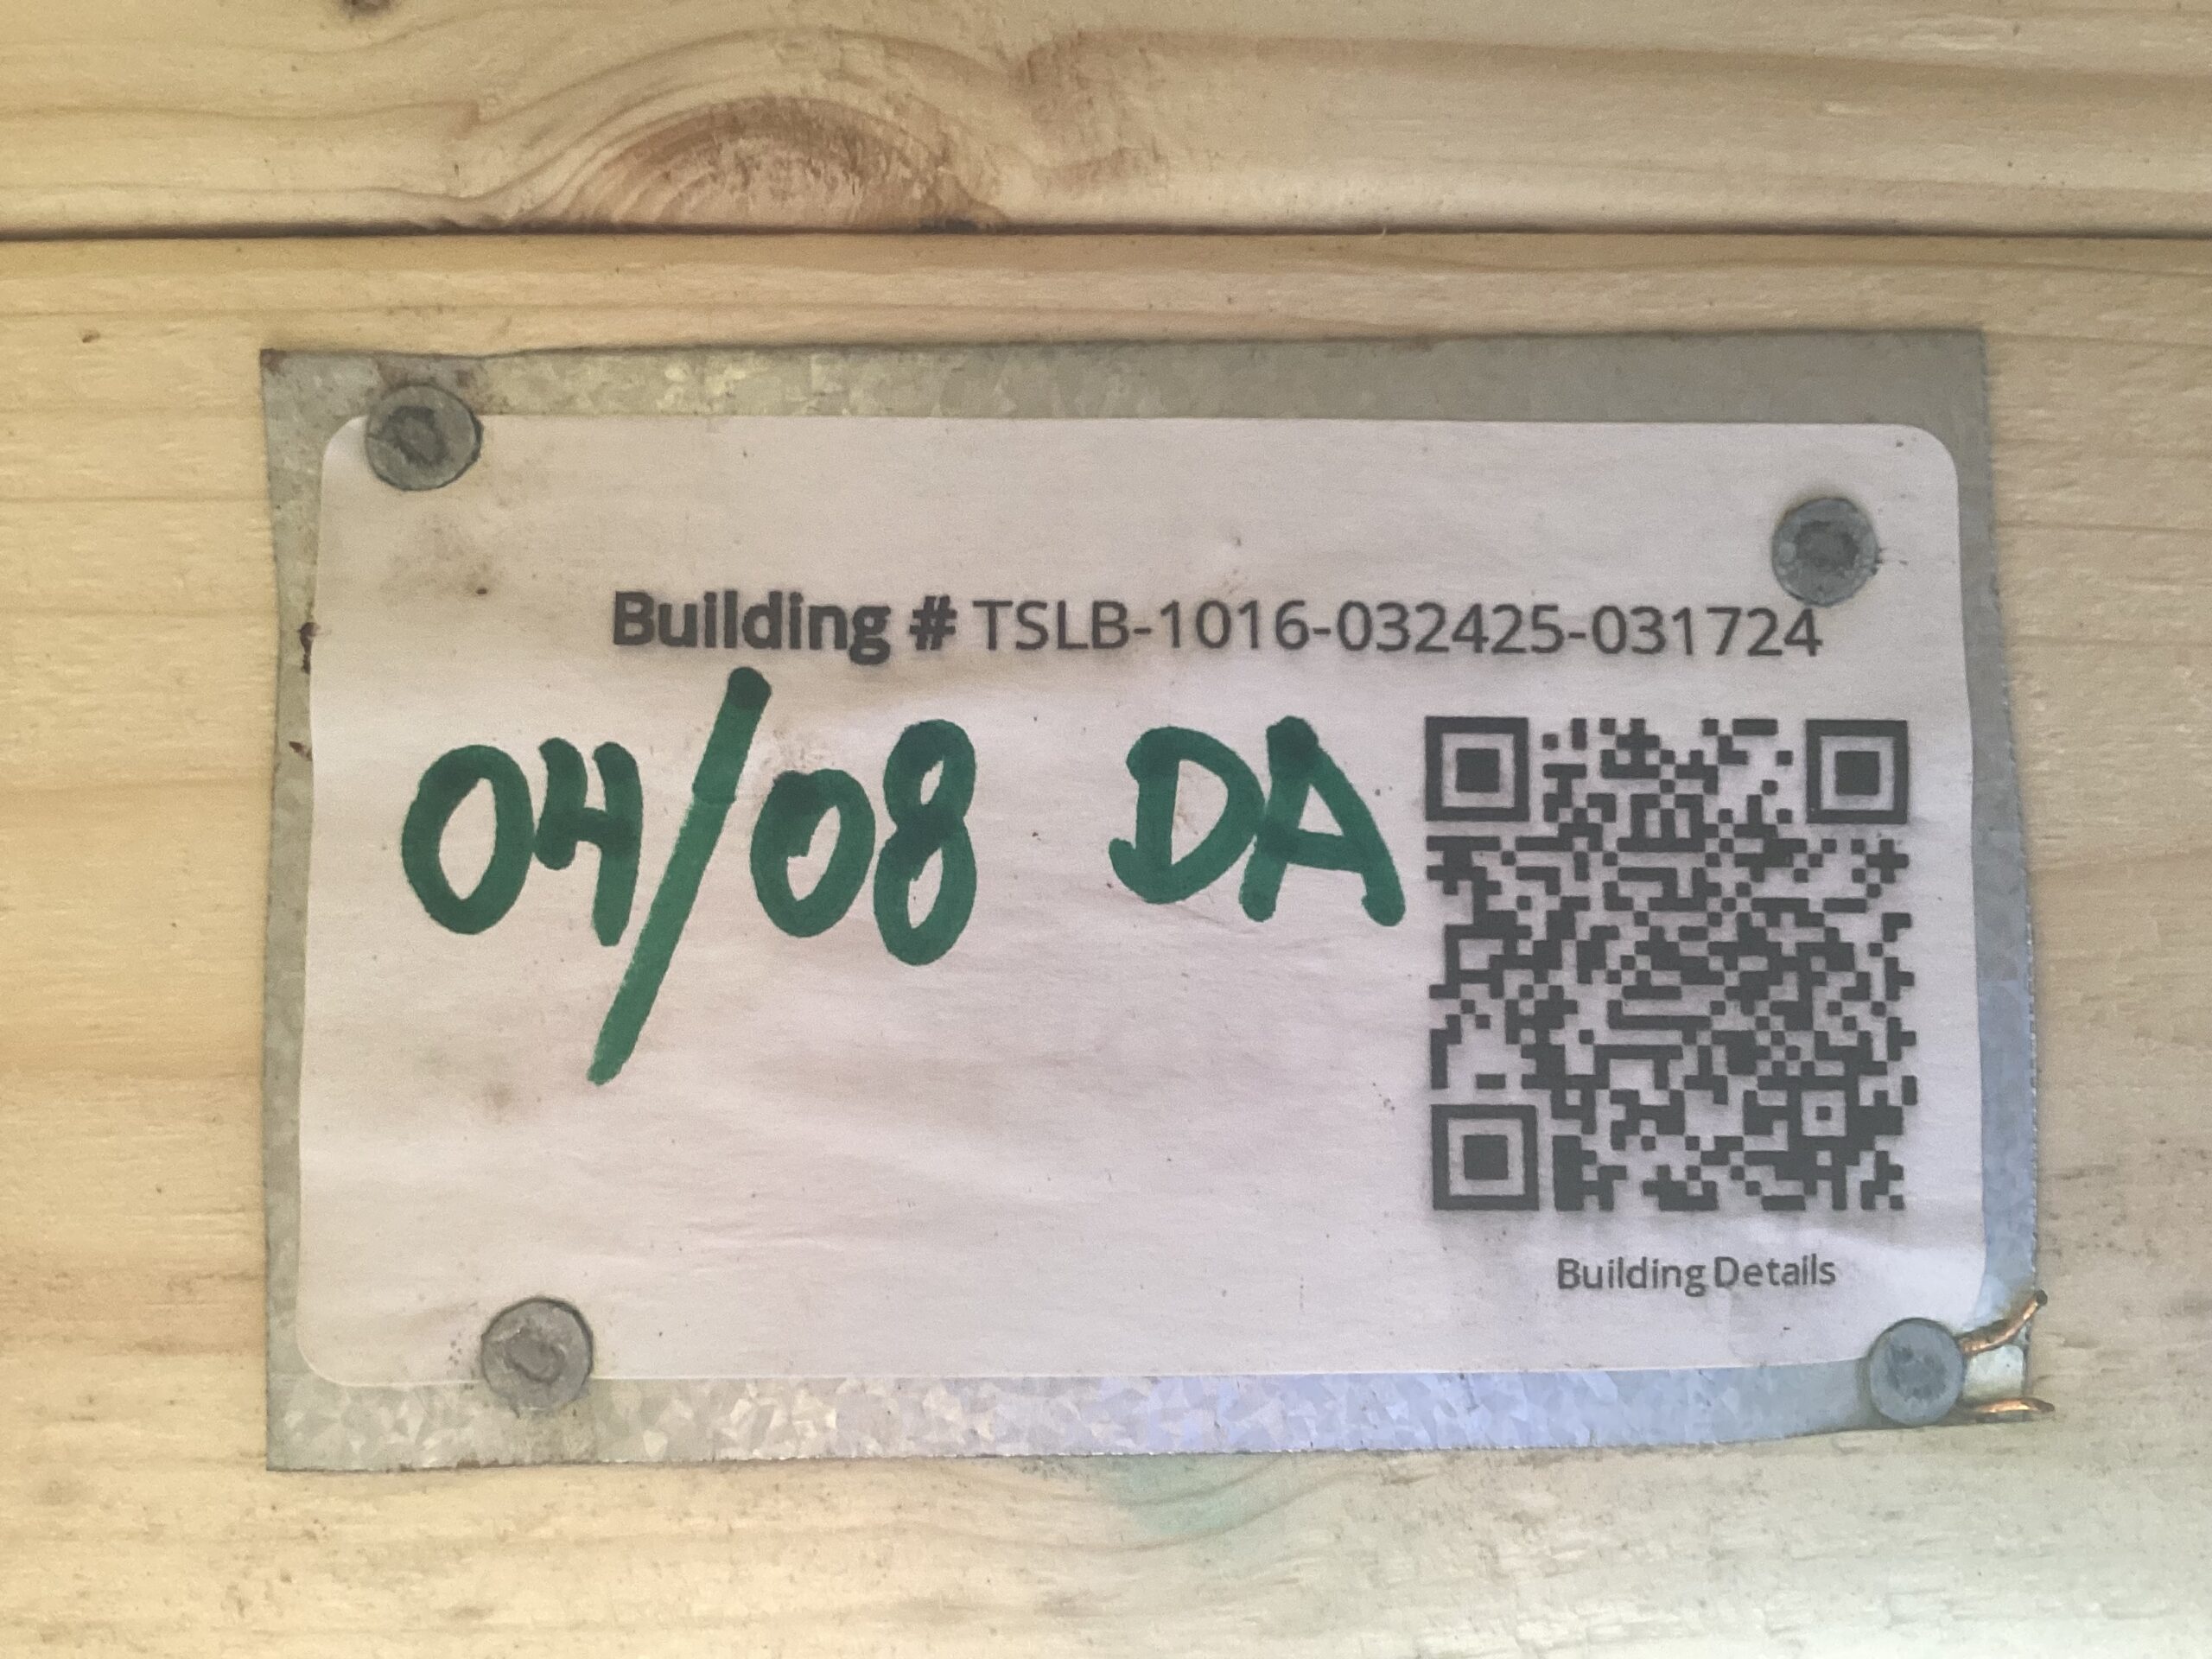 Building # TSLB-1016-032425-031724
04/08 DA
Building Details